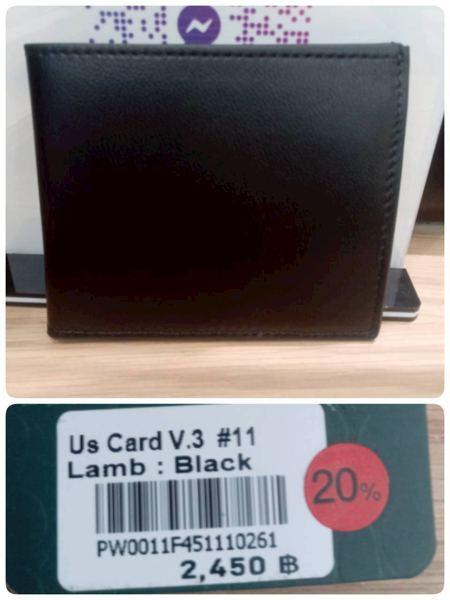 Us Card V.3 #11
Lamb : Black
PW0011F451110261
2,450 ฿
20%